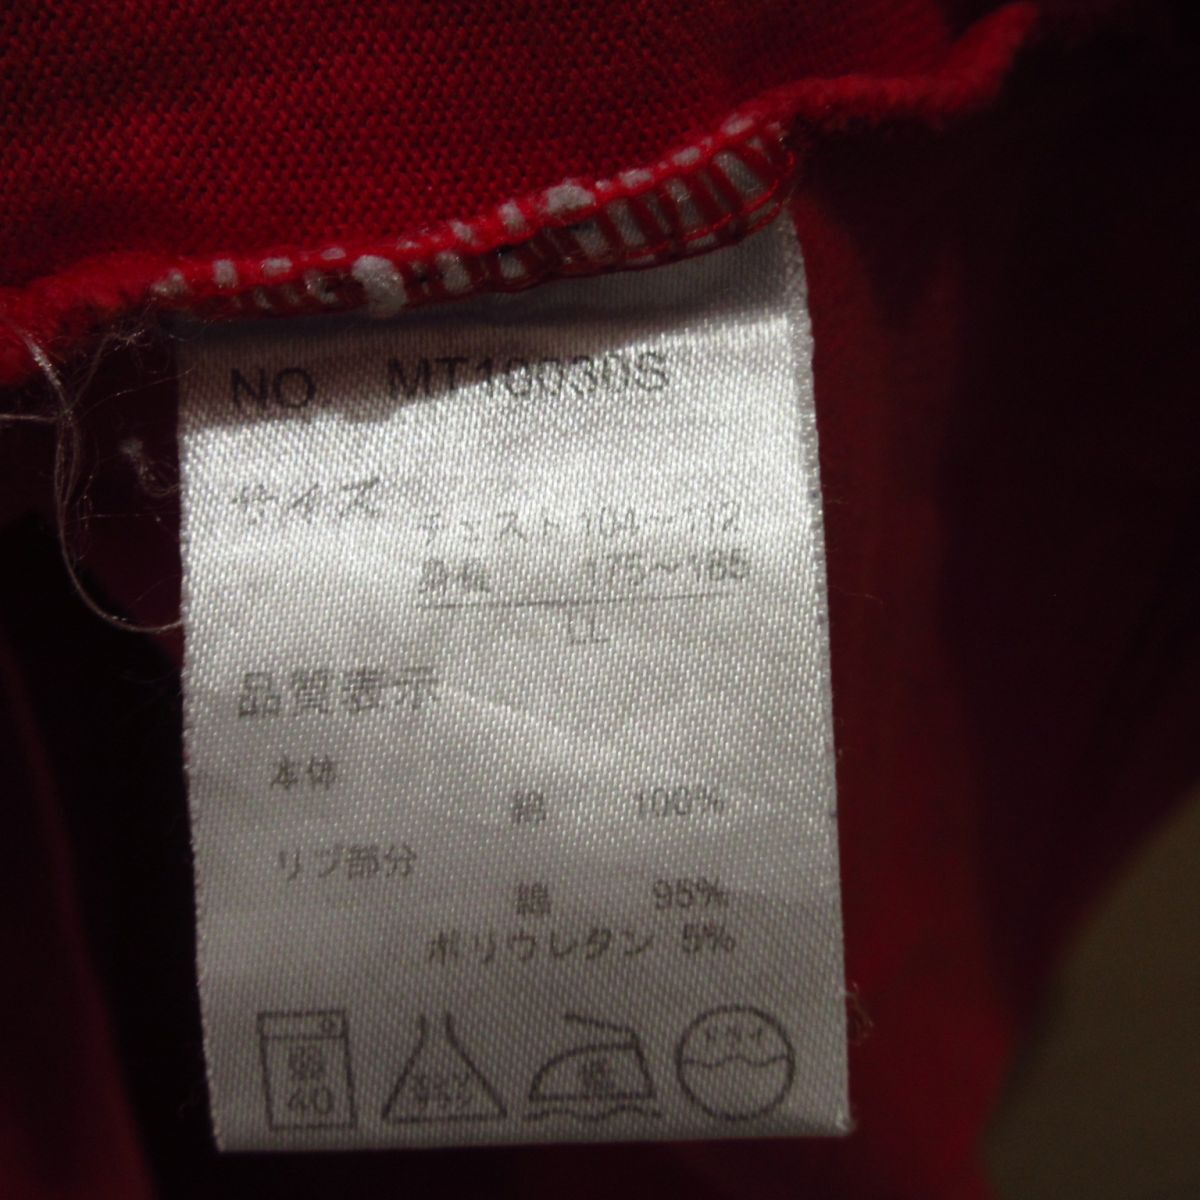 NO MT10030S
サイズ
チェスト 104～112
身長 175～185
LL
品質表示
本体
綿 100%
リブ部分
綿 95%
ポリウレタン 5%
40